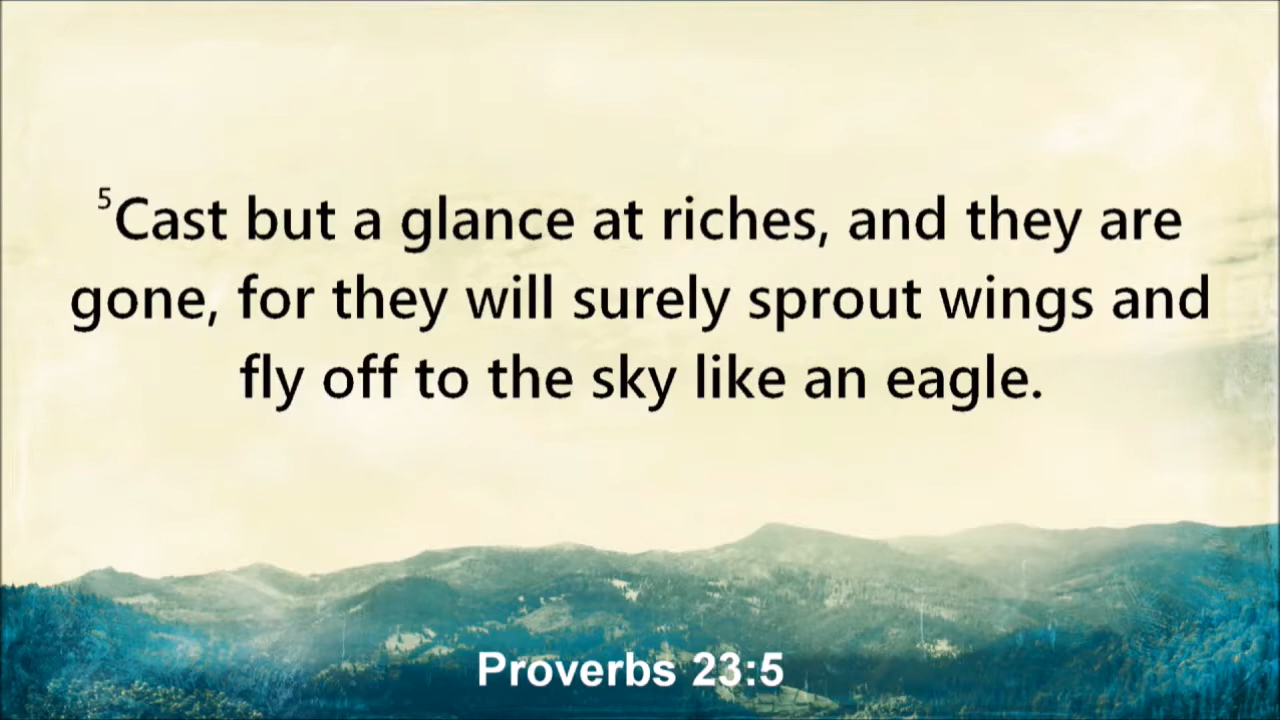 ⁵Cast but a glance at riches, and they are
gone, for they will surely sprout wings and
fly off to the sky like an eagle.
Proverbs 23:5